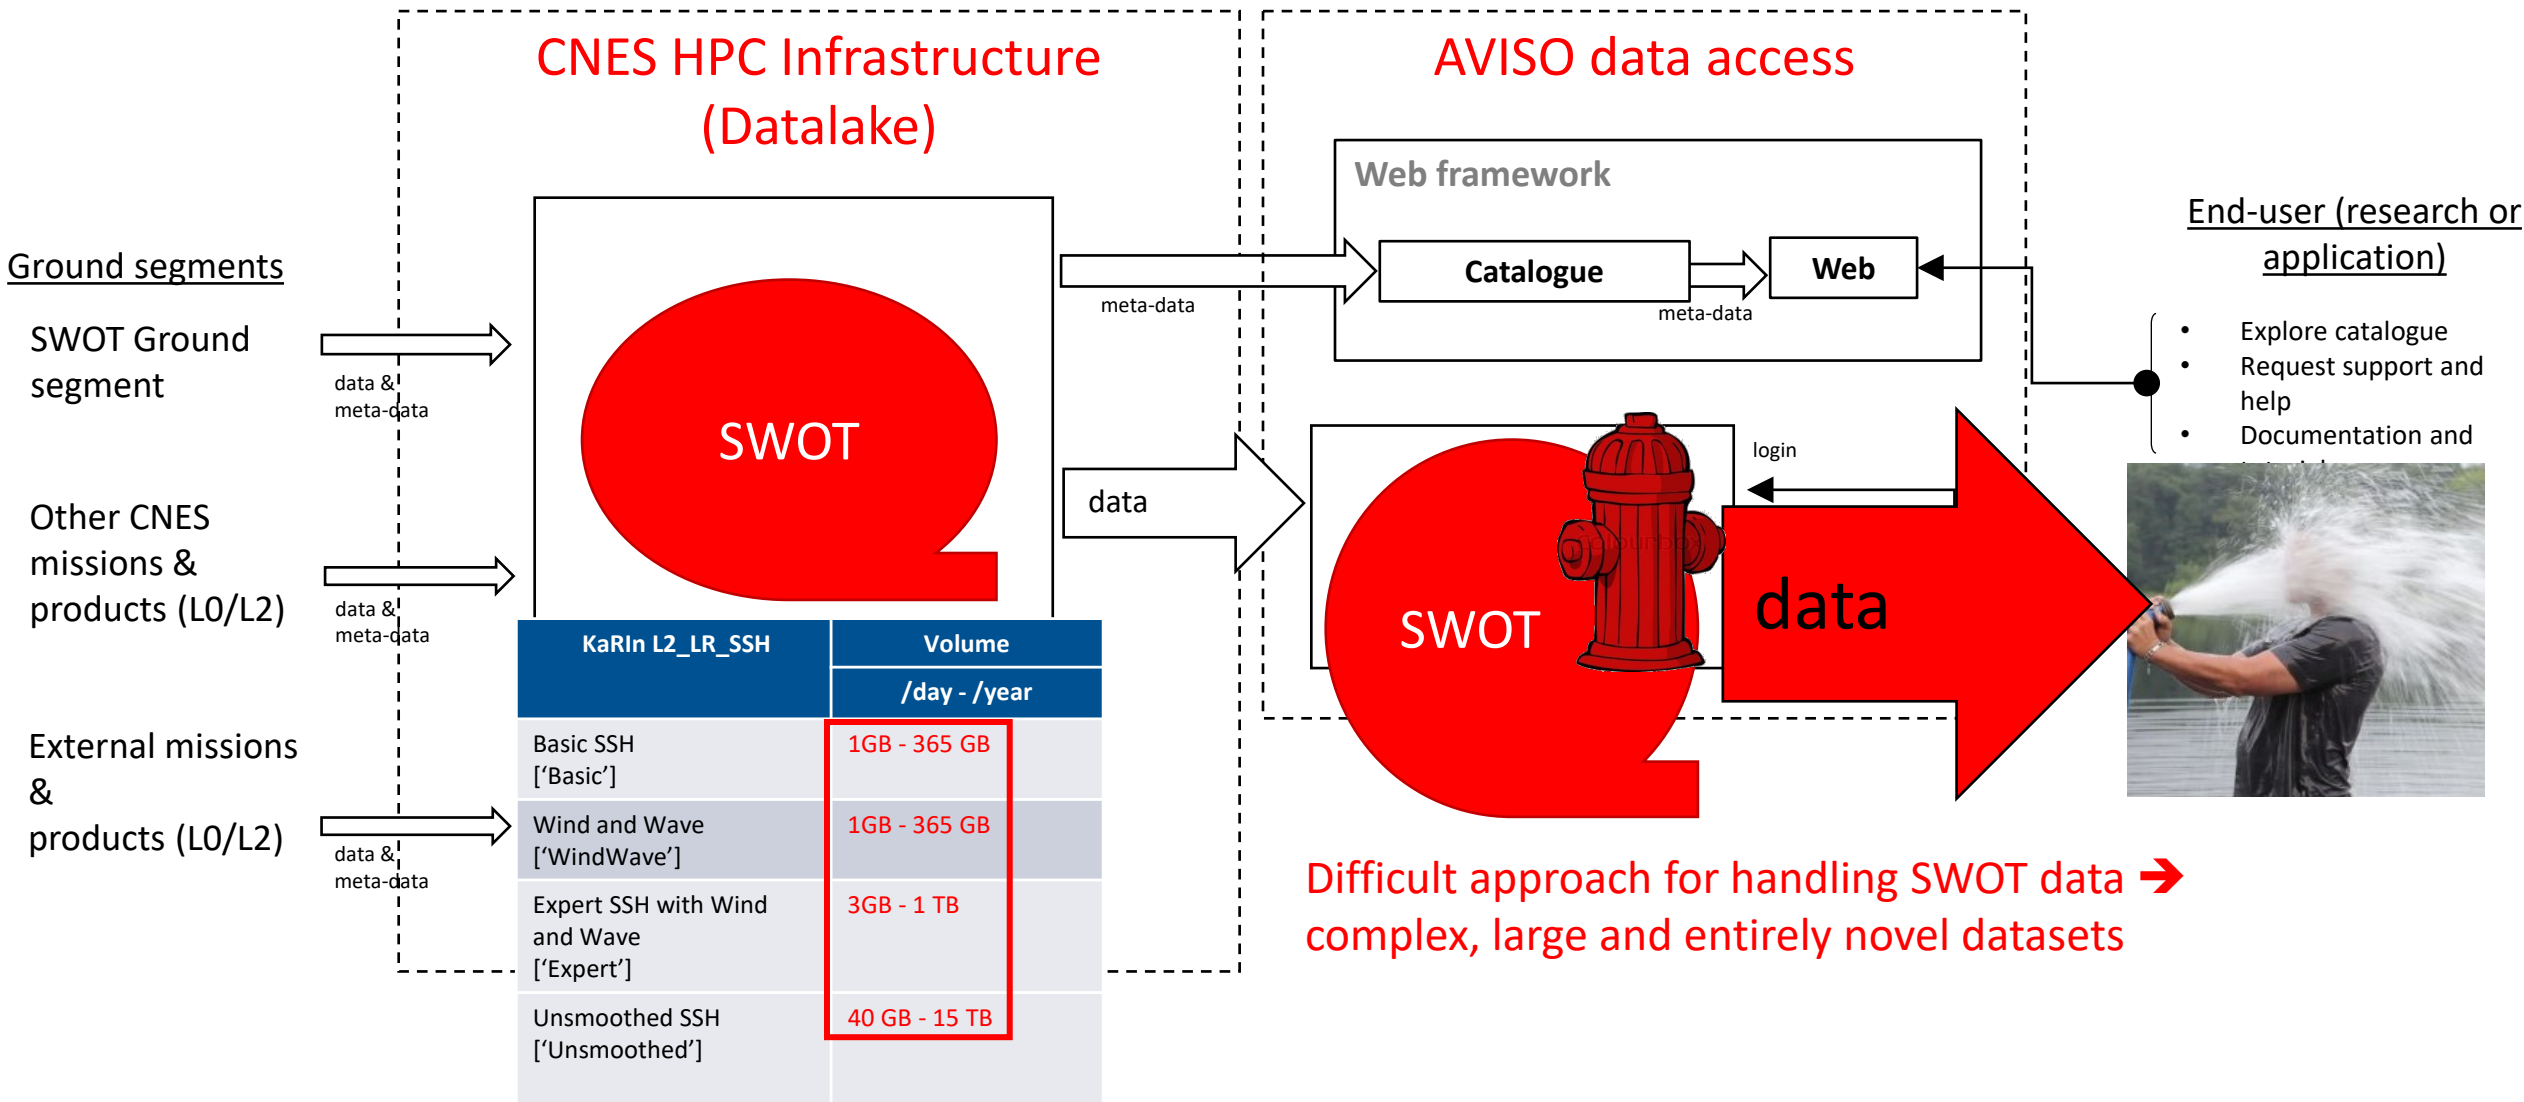 CNES HPC Infrastructure
(Datalake)
AVISO data access
Web framework
Catalogue
Web
meta-data
meta-data
End-user (research or
application)
• Explore catalogue
• Request support and
help
• Documentation and
Ground segments
SWOT Ground
segment
data &
meta-data
Other CNES
missions &
products (L0/L2)
data &
meta-data
External missions
&
products (L0/L2)
data &
meta-data
SWOT
data
login
SWOT
data
KaRIn L2_LR_SSH
Volume
/day - /year
Basic SSH
[‘Basic’]
1GB - 365 GB
Wind and Wave
[‘WindWave’]
1GB - 365 GB
Expert SSH with Wind
and Wave
[‘Expert’]
3GB - 1 TB
Unsmoothed SSH
[‘Unsmoothed’]
40 GB - 15 TB
Difficult approach for handling SWOT data ➔
complex, large and entirely novel datasets